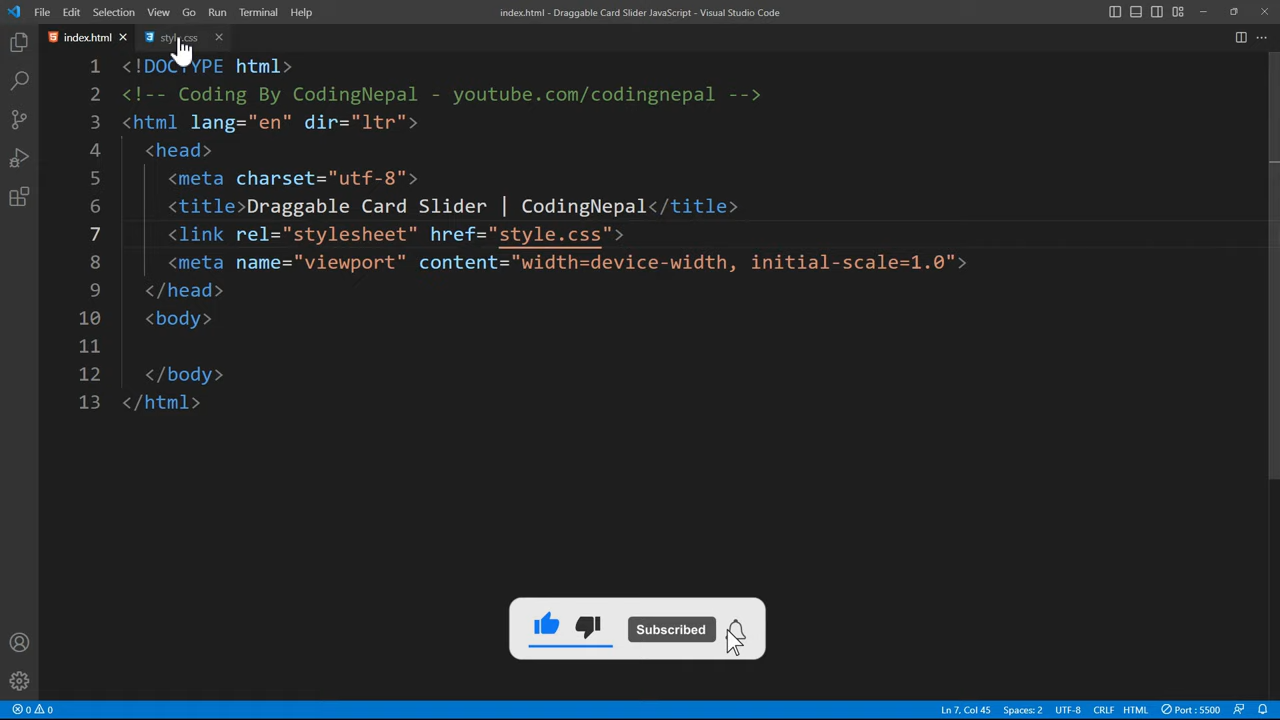 File Edit Selection View Go Run Terminal Help
index.html - Draggable Card Slider JavaScript - Visual Studio Code
index.html
1 <!DOCTYPE html>
2 <!-- Coding By CodingNepal - youtube.com/codingnepal -->
3 <html lang="en" dir="ltr">
4 <head>
5 <meta charset="utf-8">
6 <title>Draggable Card Slider | CodingNepal</title>
7 <link rel="stylesheet" href="style.css">
8 <meta name="viewport" content="width=device-width, initial-scale=1.0">
9 </head>
10 <body>
11
12 </body>
13 </html>
Subscribed
0 0
Ln 7, Col 45 Spaces: 2 UTF-8 CRLF HTML Port : 5500